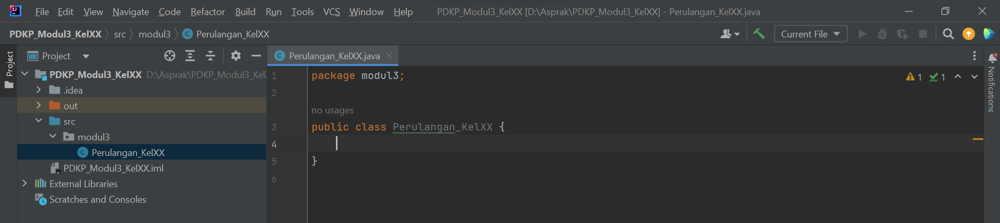 File Edit View Navigate Code Refactor Build Run Tools VCS Window Help PDKP_Modul3_KelXX [D:\Asprak\PDKP_Modul3_KelXX] - Perulangan_KelXX.java
PDKP_Modul3_KelXX src modul3 Perulangan_KelXX Current File
Project
Project
PDKP_Modul3_KelXX D:\Asprak\PDKP_Modul3_Kel
.idea
out
src
modul3
Perulangan_KelXX
PDKP_Modul3_KelXX.iml
External Libraries
Scratches and Consoles
Perulangan_KelXX.java
1 package modul3;
2
no usages
3 public class Perulangan_KelXX {
4
5 }
6
1 1
Notifications